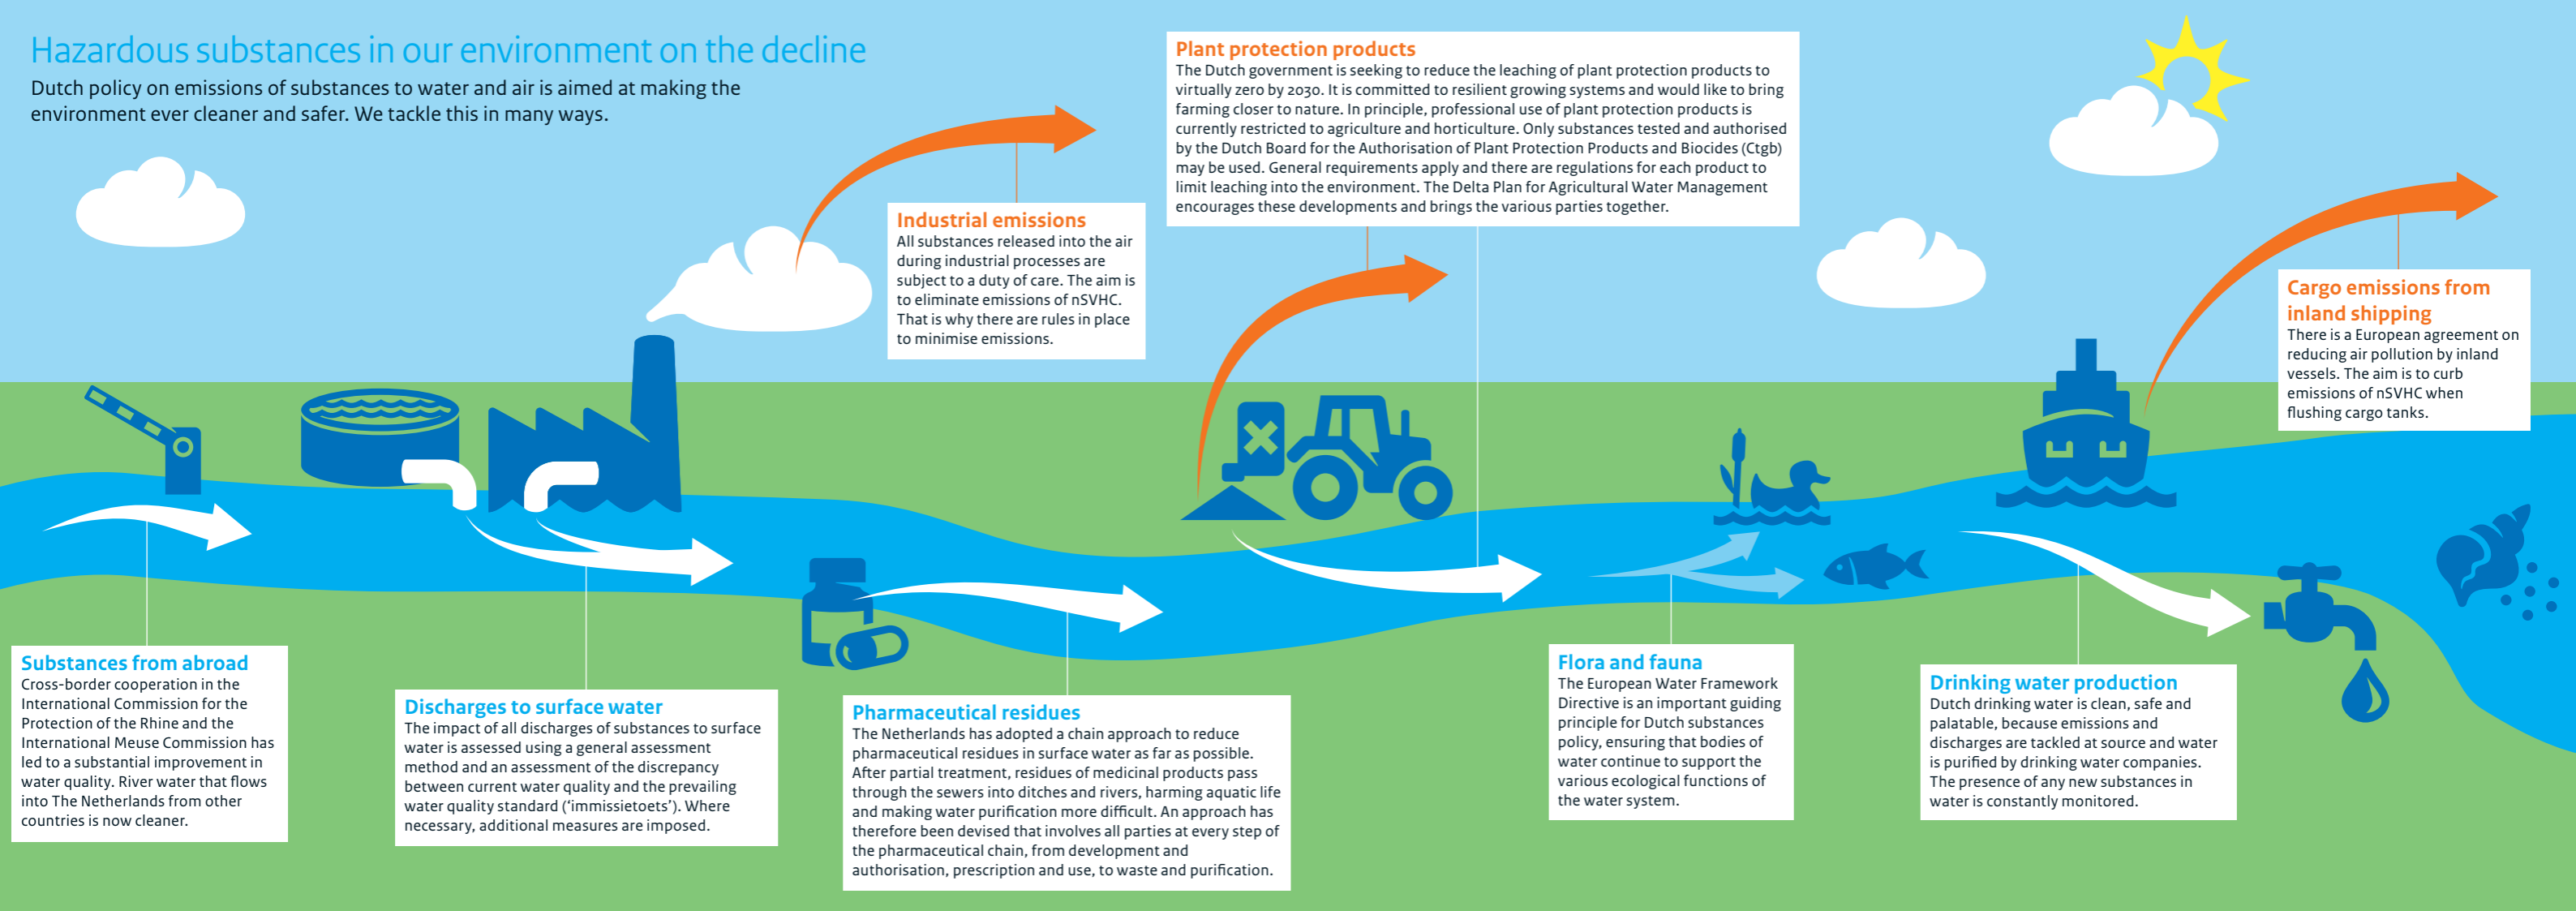 Hazardous substances in our environment on the decline
Dutch policy on emissions of substances to water and air is aimed at making the
environment ever cleaner and safer. We tackle this in many ways.
Plant protection products
The Dutch government is seeking to reduce the leaching of plant protection products to
virtually zero by 2030. It is committed to resilient growing systems and would like to bring
farming closer to nature. In principle, professional use of plant protection products is
currently restricted to agriculture and horticulture. Only substances tested and authorised
by the Dutch Board for the Authorisation of Plant Protection Products and Biocides (Ctgb)
may be used. General requirements apply and there are regulations for each product to
limit leaching into the environment. The Delta Plan for Agricultural Water Management
encourages these developments and brings the various parties together.
Industrial emissions
All substances released into the air
during industrial processes are
subject to a duty of care. The aim is
to eliminate emissions of nSVHC.
That is why there are rules in place
to minimise emissions.
Cargo emissions from
inland shipping
There is a European agreement on
reducing air pollution by inland
vessels. The aim is to curb
emissions of nSVHC when
flushing cargo tanks.
Substances from abroad
Cross-border cooperation in the
International Commission for the
Protection of the Rhine and the
International Meuse Commission has
led to a substantial improvement in
water quality. River water that flows
into The Netherlands from other
countries is now cleaner.
Discharges to surface water
The impact of all discharges of substances to surface
water is assessed using a general assessment
method and an assessment of the discrepancy
between current water quality and the prevailing
water quality standard (‘immissietoets’). Where
necessary, additional measures are imposed.
Pharmaceutical residues
The Netherlands has adopted a chain approach to reduce
pharmaceutical residues in surface water as far as possible.
After partial treatment, residues of medicinal products pass
through the sewers into ditches and rivers, harming aquatic life
and making water purification more difficult. An approach has
therefore been devised that involves all parties at every step of
the pharmaceutical chain, from development and
authorisation, prescription and use, to waste and purification.
Flora and fauna
The European Water Framework
Directive is an important guiding
principle for Dutch substances
policy, ensuring that bodies of
water continue to support the
various ecological functions of
the water system.
Drinking water production
Dutch drinking water is clean, safe and
palatable, because emissions and
discharges are tackled at source and water
is purified by drinking water companies.
The presence of any new substances in
water is constantly monitored.